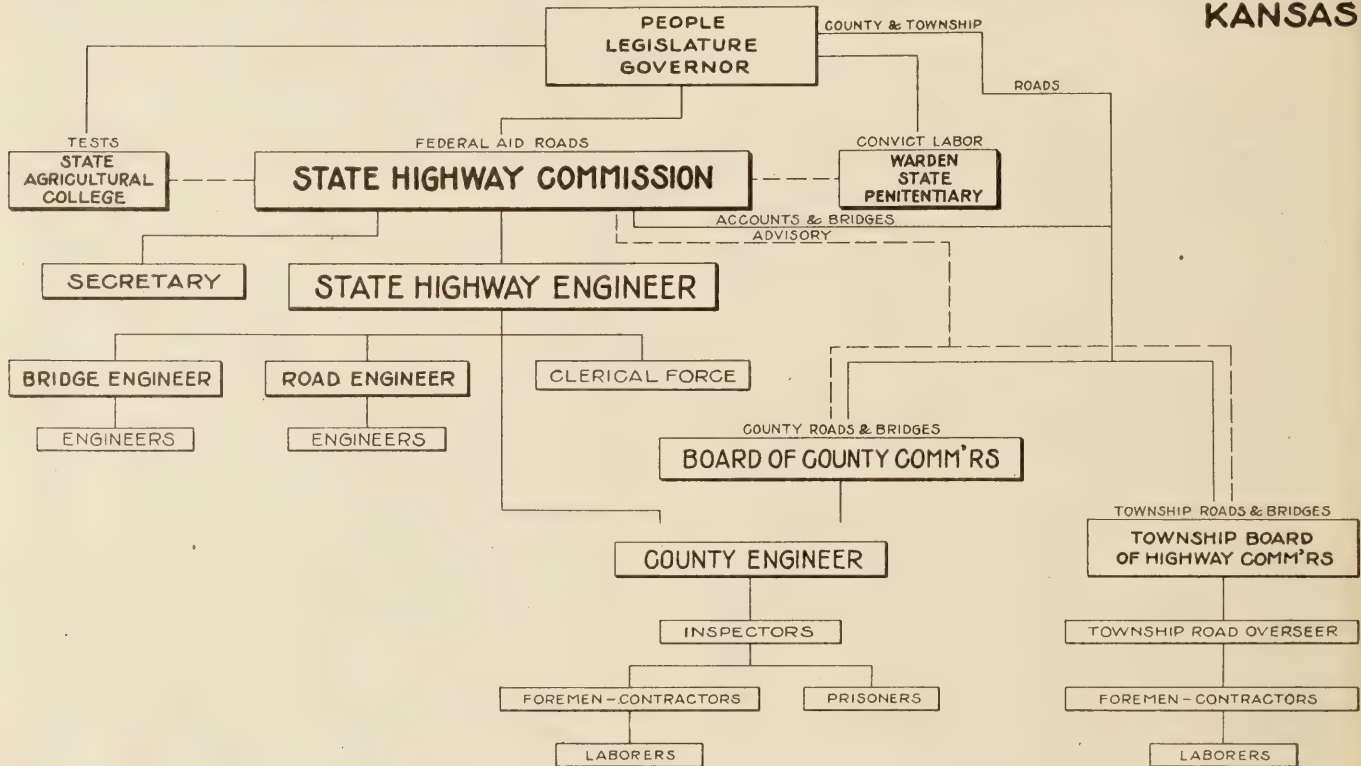 KANSAS
PEOPLE
LEGISLATURE
GOVERNOR
COUNTY & TOWNSHIP
ROADS
TESTS
STATE
AGRICULTURAL
COLLEGE
FEDERAL AID ROADS
STATE HIGHWAY COMMISSION
CONVICT LABOR
WARDEN
STATE
PENITENTIARY
ACCOUNTS & BRIDGES
ADVISORY
SECRETARY
STATE HIGHWAY ENGINEER
BRIDGE ENGINEER
ROAD ENGINEER
CLERICAL FORCE
ENGINEERS
ENGINEERS
COUNTY ROADS & BRIDGES
BOARD OF COUNTY COMM'RS
TOWNSHIP ROADS & BRIDGES
TOWNSHIP BOARD
OF HIGHWAY COMM'RS
COUNTY ENGINEER
INSPECTORS
TOWNSHIP ROAD OVERSEER
FOREMEN-CONTRACTORS
PRISONERS
FOREMEN-CONTRACTORS
LABORERS
LABORERS